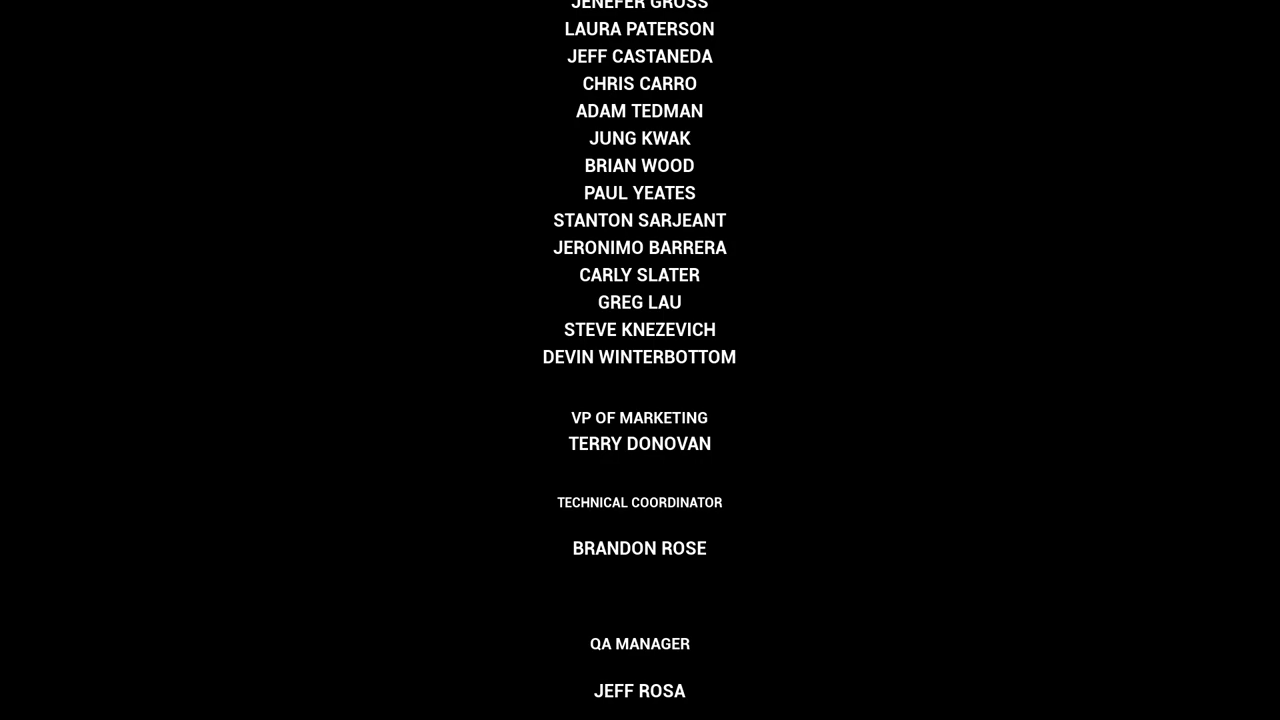 JENEFER GROSS
LAURA PATERSON
JEFF CASTANEDA
CHRIS CARRO
ADAM TEDMAN
JUNG KWAK
BRIAN WOOD
PAUL YEATES
STANTON SARJEANT
JERONIMO BARRERA
CARLY SLATER
GREG LAU
STEVE KNEZEVICH
DEVIN WINTERBOTTOM
VP OF MARKETING
TERRY DONOVAN
TECHNICAL COORDINATOR
BRANDON ROSE
QA MANAGER
JEFF ROSA